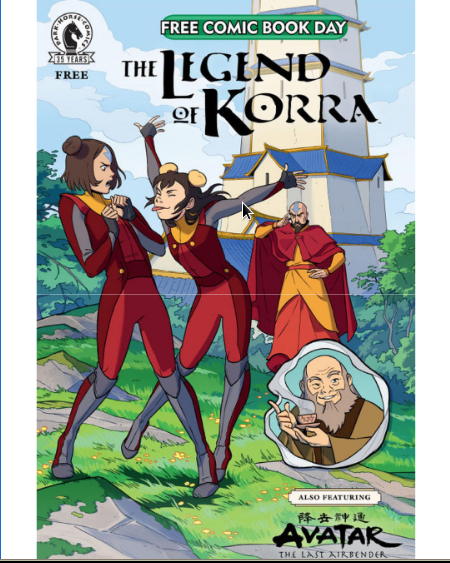 FREE COMIC BOOK DAY
DARK·HORSE·COMICS
35 YEARS
FREE
THE LEGEND
OF KORRA
ALSO FEATURING
降去神通
AVATAR
THE LAST AIRBENDER